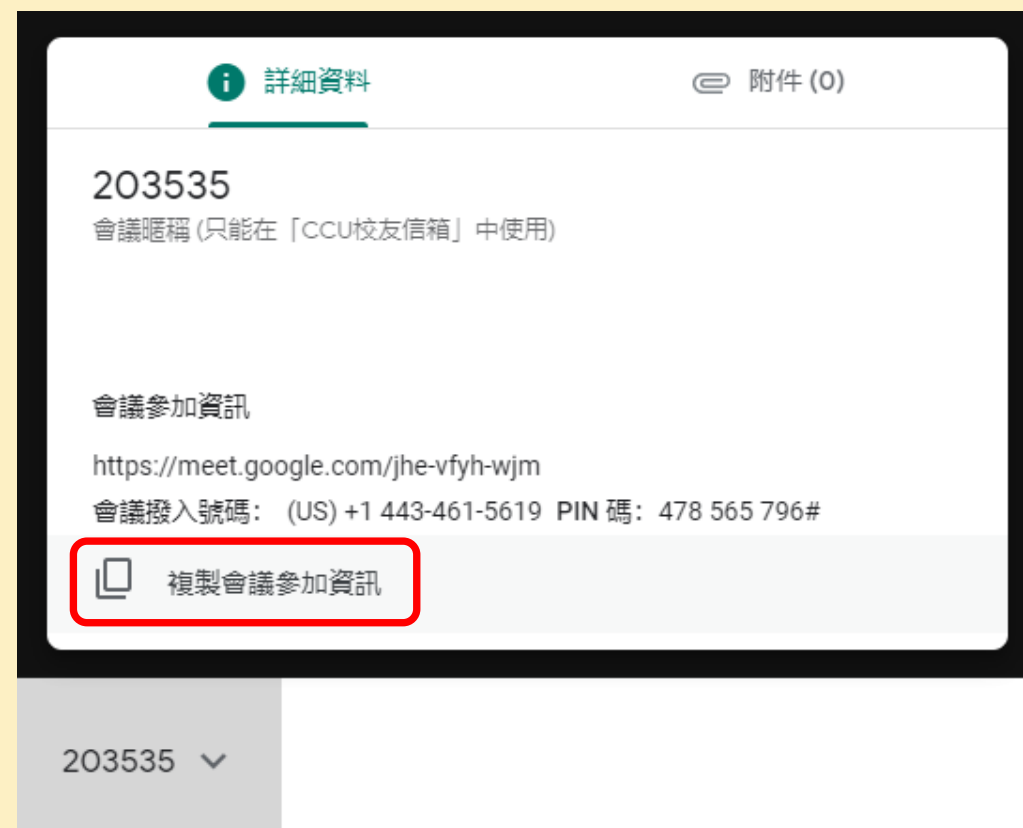 詳細資料
附件 (0)
203535
會議暱稱 (只能在「CCU校友信箱」中使用)
會議參加資訊
https://meet.google.com/jhe-vfyh-wjm
會議撥入號碼： (US) +1 443-461-5619 PIN 碼：478 565 796#
複製會議參加資訊
203535